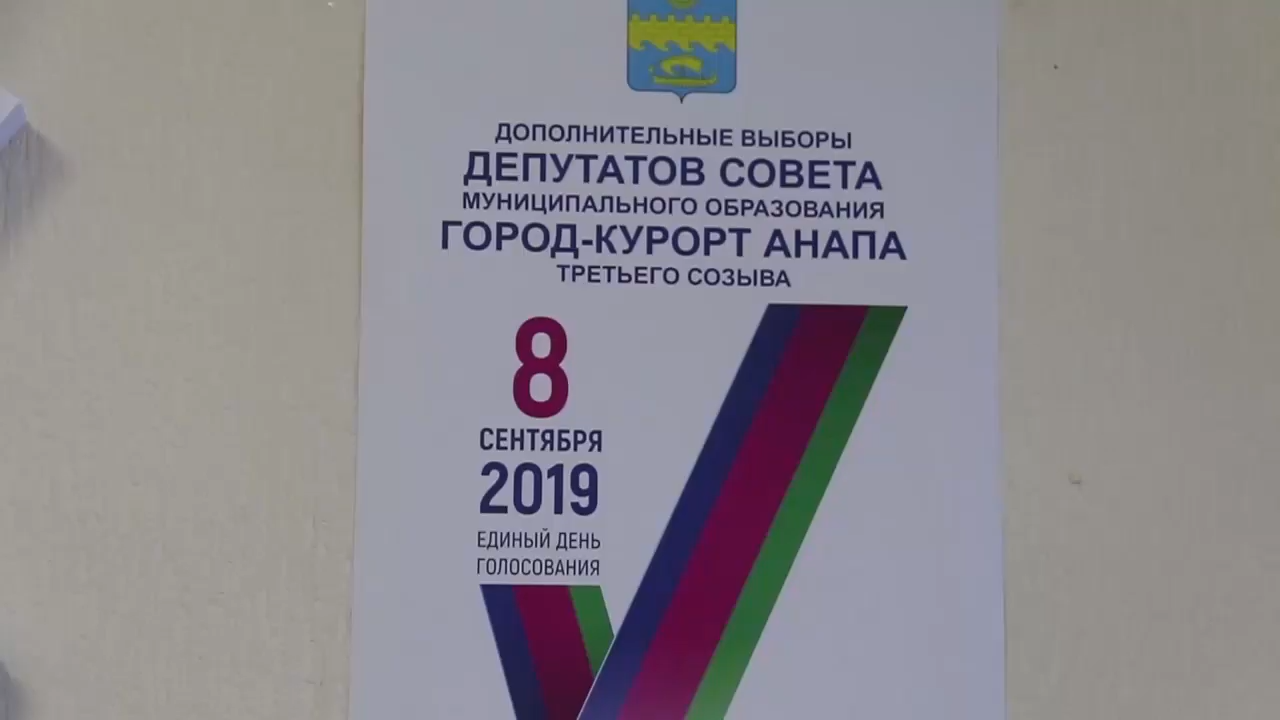 ДОПОЛНИТЕЛЬНЫЕ ВЫБОРЫ
ДЕПУТАТОВ СОВЕТА
МУНИЦИПАЛЬНОГО ОБРАЗОВАНИЯ
ГОРОД-КУРОРТ АНАПА
ТРЕТЬЕГО СОЗЫВА
8
СЕНТЯБРЯ
2019
ЕДИНЫЙ ДЕНЬ
ГОЛОСОВАНИЯ